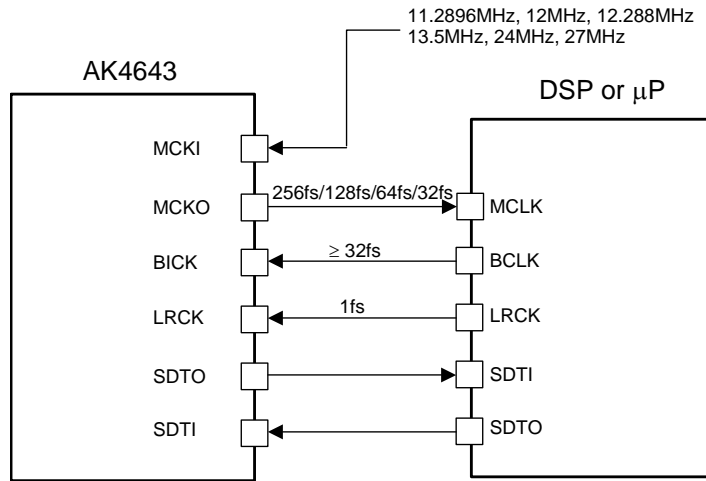 11.2896MHz, 12MHz, 12.288MHz
13.5MHz, 24MHz, 27MHz
AK4643
DSP or μP
MCKI
MCKO
256fs/128fs/64fs/32fs
MCLK
BICK
≥ 32fs
BCLK
LRCK
1fs
LRCK
SDTO
SDTI
SDTI
SDTO